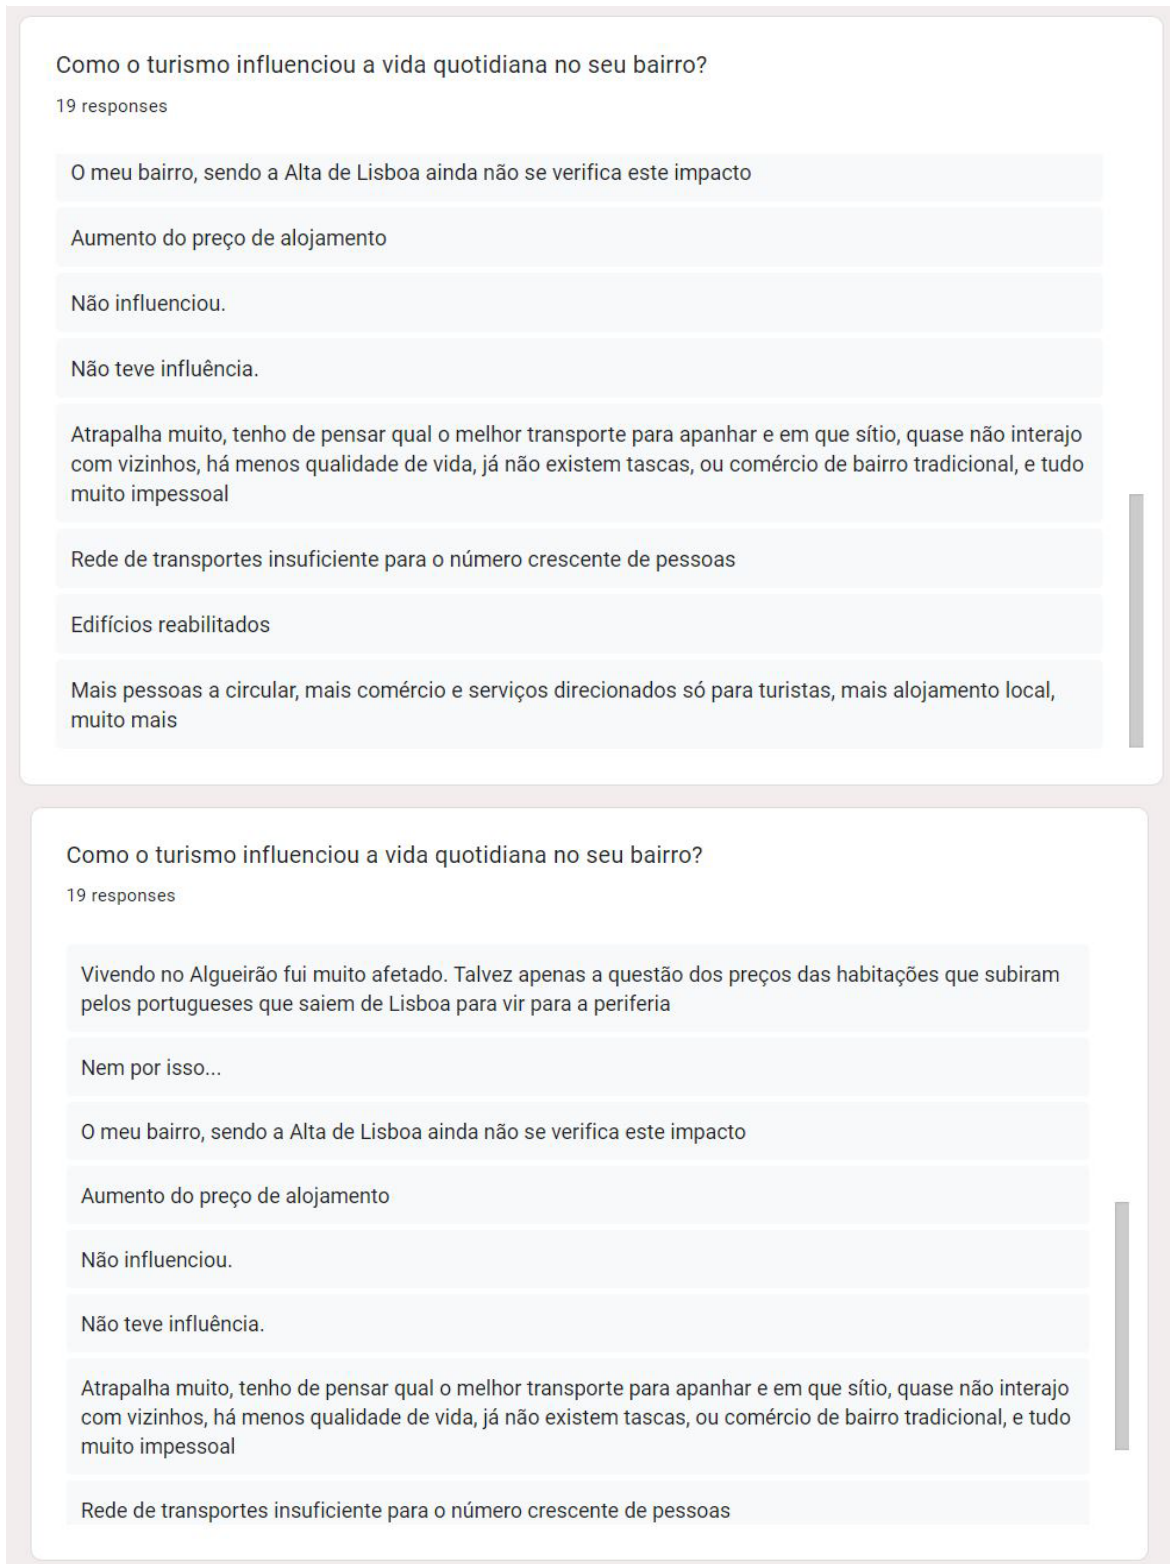 Como o turismo influenciou a vida quotidiana no seu bairro?
19 responses
O meu bairro, sendo a Alta de Lisboa ainda não se verifica este impacto
Aumento do preço de alojamento
Não influenciou.
Não teve influência.
Atrapalha muito, tenho de pensar qual o melhor transporte para apanhar e em que sítio, quase não interajo
com vizinhos, há menos qualidade de vida, já não existem tascas, ou comércio de bairro tradicional, e tudo
muito impessoal
Rede de transportes insuficiente para o número crescente de pessoas
Edifícios reabilitados
Mais pessoas a circular, mais comércio e serviços direcionados só para turistas, mais alojamento local,
muito mais
Como o turismo influenciou a vida quotidiana no seu bairro?
19 responses
Vivendo no Algueirão fui muito afetado. Talvez apenas a questão dos preços das habitações que subiram
pelos portugueses que saiem de Lisboa para vir para a periferia
Nem por isso...
O meu bairro, sendo a Alta de Lisboa ainda não se verifica este impacto
Aumento do preço de alojamento
Não influenciou.
Não teve influência.
Atrapalha muito, tenho de pensar qual o melhor transporte para apanhar e em que sítio, quase não interajo
com vizinhos, há menos qualidade de vida, já não existem tascas, ou comércio de bairro tradicional, e tudo
muito impessoal
Rede de transportes insuficiente para o número crescente de pessoas